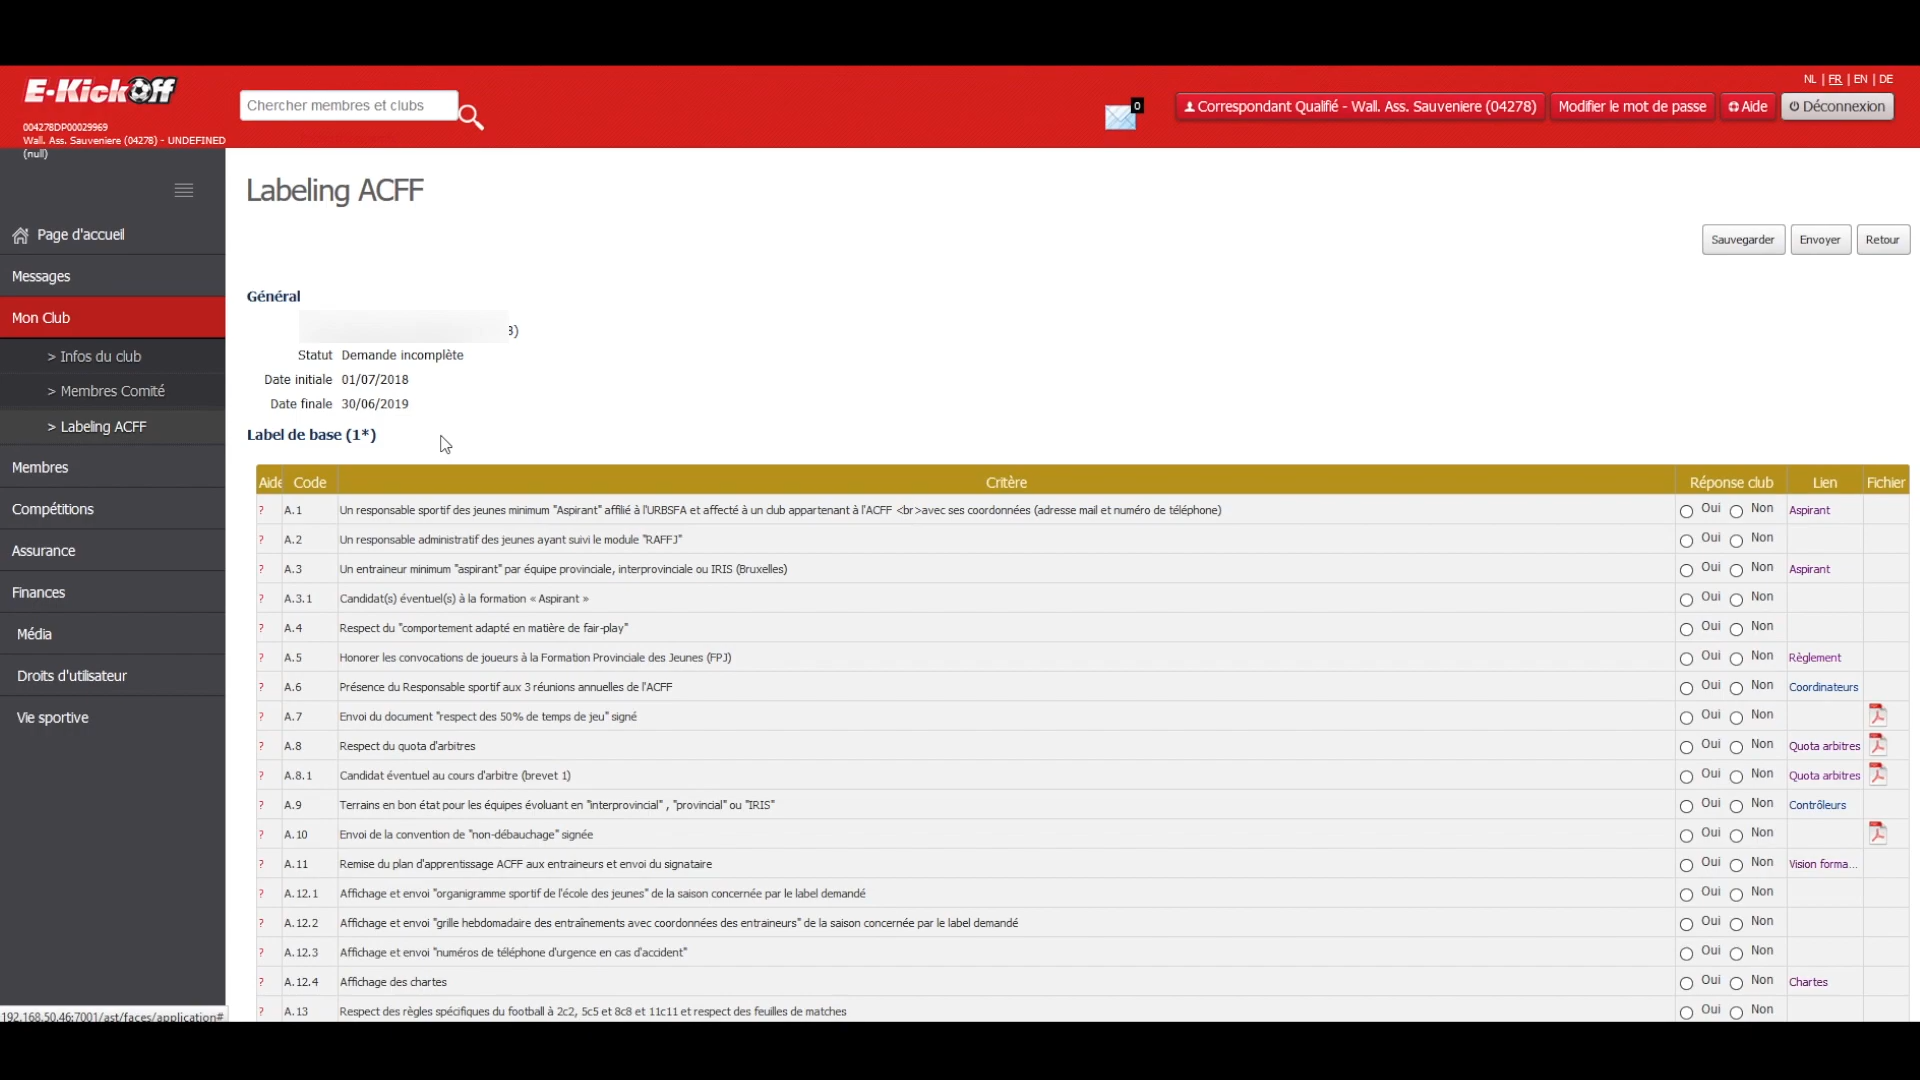 E-Kickoff
004278DP00029969
Wall. Ass. Sauveniere (04278) - UNDEFINED
(null)
Chercher membres et clubs
0
NL | FR | EN | DE
Correspondant Qualifié - Wall. Ass. Sauveniere (04278)
Modifier le mot de passe
Aide
Déconnexion
Page d'accueil
Messages
Mon Club
> Infos du club
> Membres Comité
> Labeling ACFF
Membres
Compétitions
Assurance
Finances
Média
Droits d'utilisateur
Vie sportive
192.168.50.46:7001/ast/faces/application#
Labeling ACFF
Sauvegarder Envoyer Retour
Général
8)
Statut Demande incomplète
Date initiale 01/07/2018
Date finale 30/06/2019
Label de base (1*)
Aide Code Critère Réponse club Lien Fichier
? A.1 Un responsable sportif des jeunes minimum "Aspirant" affilié à l'URBSFA et affecté à un club appartenant à l'ACFF <br>avec ses coordonnées (adresse mail et numéro de téléphone) Oui Non Aspirant
? A.2 Un responsable administratif des jeunes ayant suivi le module "RAFFJ" Oui Non
? A.3 Un entraineur minimum "aspirant" par équipe provinciale, interprovinciale ou IRIS (Bruxelles) Oui Non Aspirant
? A.3.1 Candidat(s) éventuel(s) à la formation « Aspirant » Oui Non
? A.4 Respect du "comportement adapté en matière de fair-play" Oui Non
? A.5 Honorer les convocations de joueurs à la Formation Provinciale des Jeunes (FPJ) Oui Non Règlement
? A.6 Présence du Responsable sportif aux 3 réunions annuelles de l'ACFF Oui Non Coordinateurs
? A.7 Envoi du document "respect des 50% de temps de jeu" signé Oui Non
? A.8 Respect du quota d'arbitres Oui Non Quota arbitres
? A.8.1 Candidat éventuel au cours d'arbitre (brevet 1) Oui Non Quota arbitres
? A.9 Terrains en bon état pour les équipes évoluant en "interprovincial" , "provincial" ou "IRIS" Oui Non Contrôleurs
? A.10 Envoi de la convention de "non-débauchage" signée Oui Non
? A.11 Remise du plan d'apprentissage ACFF aux entraineurs et envoi du signataire Oui Non Vision forma...
? A.12.1 Affichage et envoi "organigramme sportif de l'école des jeunes" de la saison concernée par le label demandé Oui Non
? A.12.2 Affichage et envoi "grille hebdomadaire des entraînements avec coordonnées des entraineurs" de la saison concernée par le label demandé Oui Non
? A.12.3 Affichage et envoi "numéros de téléphone d'urgence en cas d'accident" Oui Non
? A.12.4 Affichage des chartes Oui Non Chartes
? A.13 Respect des règles spécifiques du football à 2c2, 5c5 et 8c8 et 11c11 et respect des feuilles de matches Oui Non